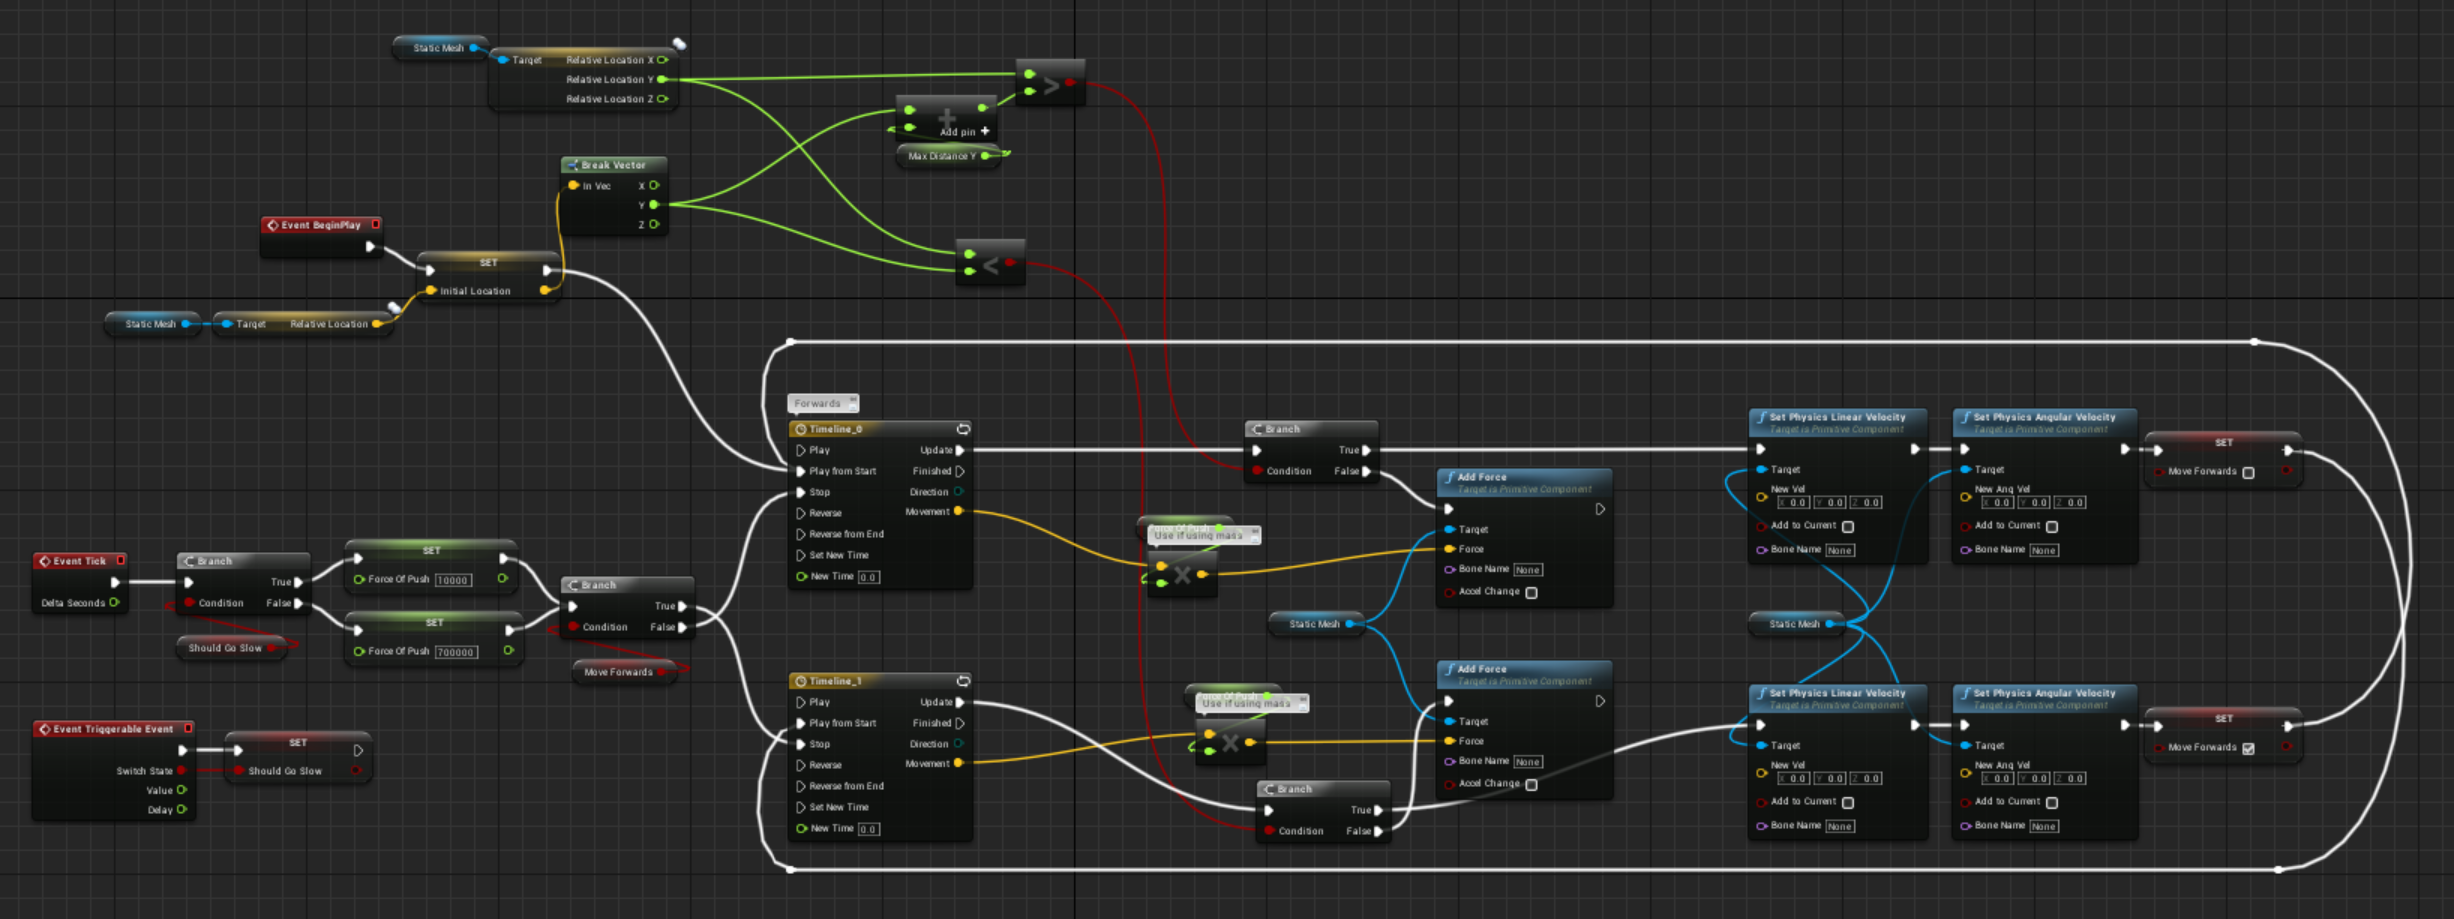 Static Mesh
Target
Relative Location X
Relative Location Y
Relative Location Z
>
+
Add pin +
Max Distance Y
Break Vector
In Vec
X
Y
Z
Event BeginPlay
SET
Initial Location
<
Static Mesh
Target
Relative Location
Forwards
Timeline_0
Play
Update
Play from Start
Finished
Stop
Direction
Reverse
Movement
Reverse from End
Set New Time
New Time 0.0
Branch
True
Condition
False
Add Force
Target is Primitive Component
Target
Force
Bone Name None
Accel Change
Force Of Push
Use if using mass
X
Set Physics Linear Velocity
Target is Primitive Component
Target
New Vel
X 0.0 Y 0.0 Z 0.0
Add to Current
Bone Name None
Set Physics Angular Velocity
Target is Primitive Component
Target
New Ang Vel
X 0.0 Y 0.0 Z 0.0
Add to Current
Bone Name None
SET
Move Forwards
Event Tick
Delta Seconds
Branch
True
Condition
False
Should Go Slow
SET
Force Of Push 10000
SET
Force Of Push 700000
Branch
True
Condition
False
Move Forwards
Static Mesh
Static Mesh
Event Triggerable Event
Switch State
Value
Delay
SET
Should Go Slow
Timeline_1
Play
Update
Play from Start
Finished
Stop
Direction
Reverse
Movement
Reverse from End
Set New Time
New Time 0.0
Force Of Push
Use if using mass
X
Branch
True
Condition
False
Add Force
Target is Primitive Component
Target
Force
Bone Name None
Accel Change
Set Physics Linear Velocity
Target is Primitive Component
Target
New Vel
X 0.0 Y 0.0 Z 0.0
Add to Current
Bone Name None
Set Physics Angular Velocity
Target is Primitive Component
Target
New Ang Vel
X 0.0 Y 0.0 Z 0.0
Add to Current
Bone Name None
SET
Move Forwards